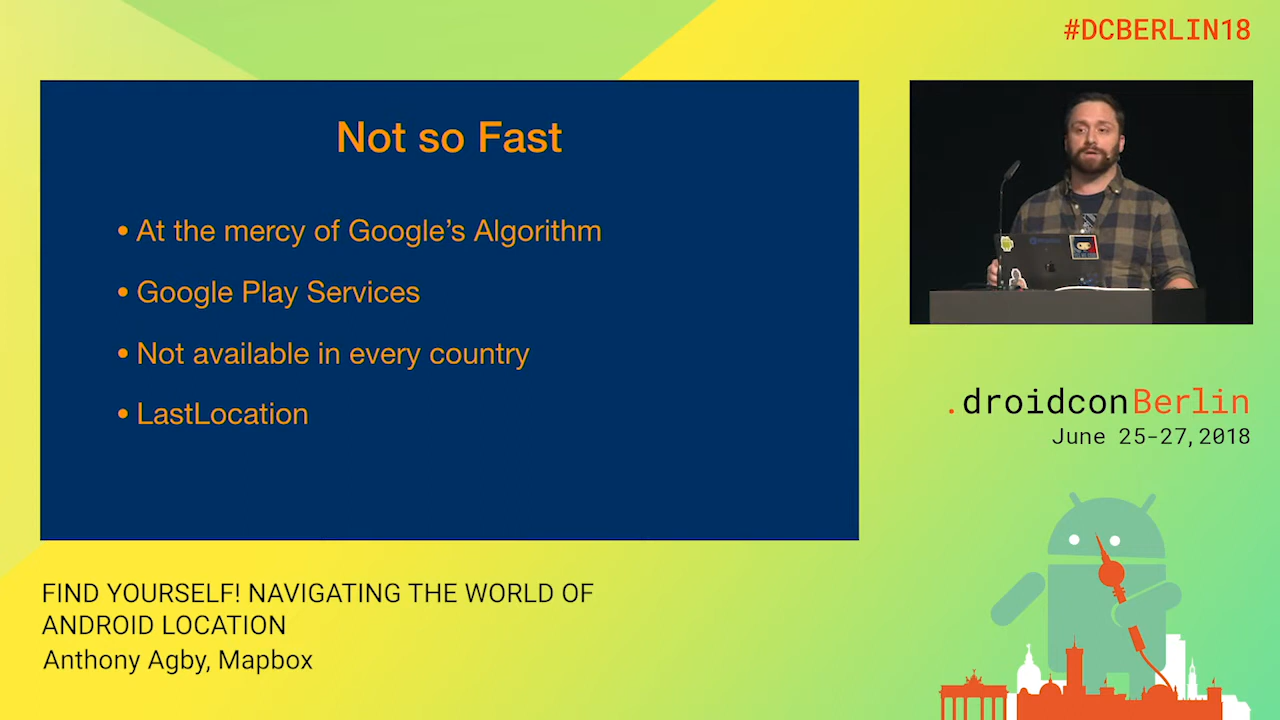 #DCBERLIN18
Not so Fast
• At the mercy of Google’s Algorithm
• Google Play Services
• Not available in every country
• LastLocation
.droidconBerlin
June 25-27,2018
FIND YOURSELF! NAVIGATING THE WORLD OF
ANDROID LOCATION
Anthony Agby, Mapbox